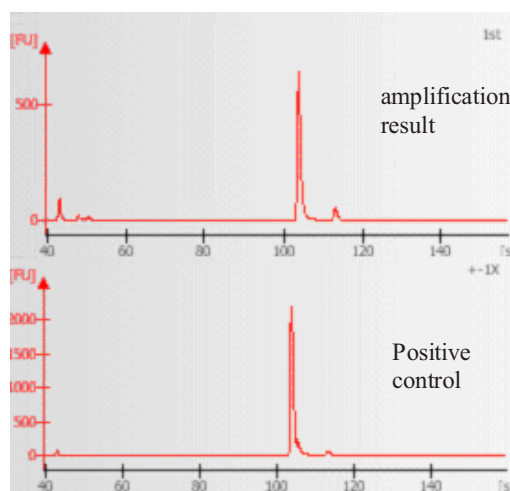 [FU]
1st
500
amplification
result
0
40 60 80 100 120 140 [s
[FU]
+-1X
2000
Positive
1500
control
1000
500
0
40 60 80 100 120 140 [s